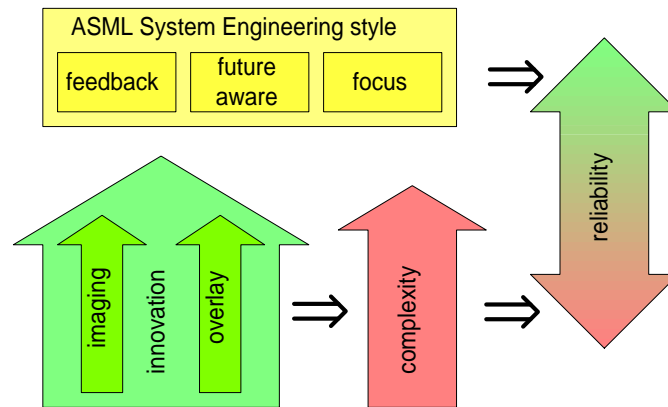 ASML System Engineering style
feedback
future
aware
focus
imaging
innovation
overlay
complexity
reliability